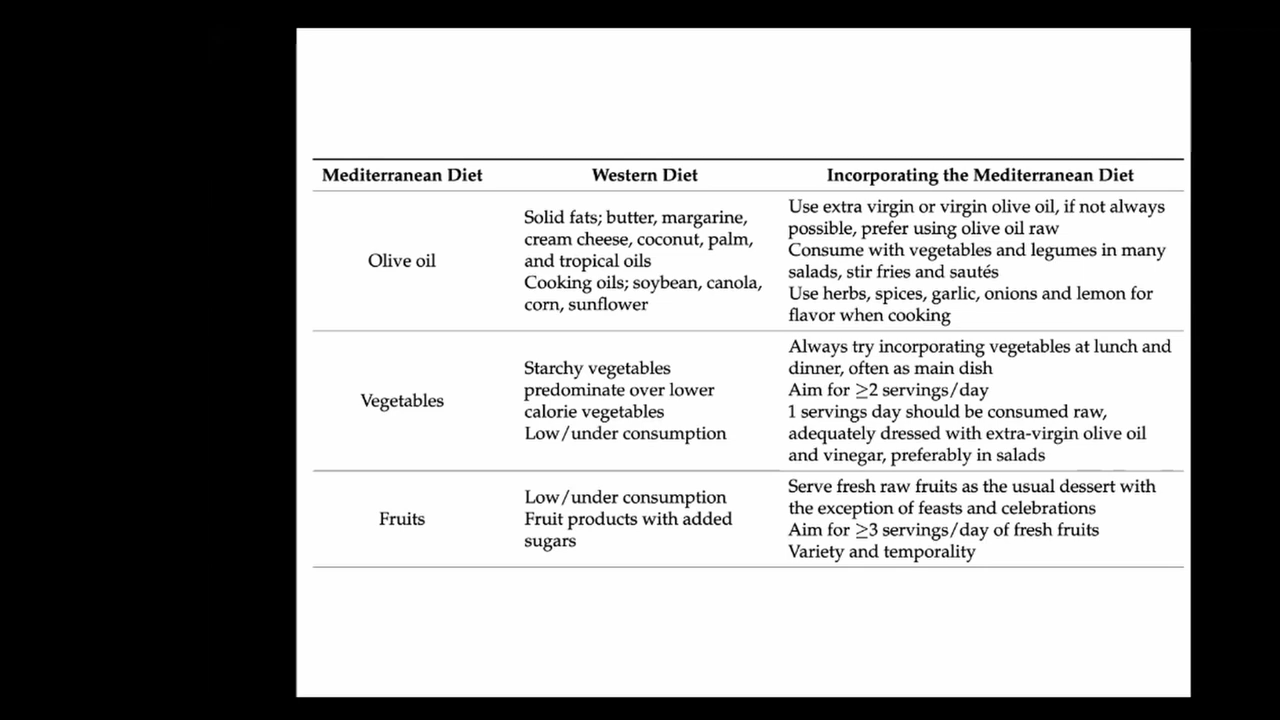 Mediterranean Diet Western Diet Incorporating the Mediterranean Diet
Olive oil
Solid fats; butter, margarine,
cream cheese, coconut, palm,
and tropical oils
Cooking oils; soybean, canola,
corn, sunflower
Use extra virgin or virgin olive oil, if not always
possible, prefer using olive oil raw
Consume with vegetables and legumes in many
salads, stir fries and sautés
Use herbs, spices, garlic, onions and lemon for
flavor when cooking
Vegetables
Starchy vegetables
predominate over lower
calorie vegetables
Low/under consumption
Always try incorporating vegetables at lunch and
dinner, often as main dish
Aim for ≥2 servings/day
1 servings day should be consumed raw,
adequately dressed with extra-virgin olive oil
and vinegar, preferably in salads
Fruits
Low/under consumption
Fruit products with added
sugars
Serve fresh raw fruits as the usual dessert with
the exception of feasts and celebrations
Aim for ≥3 servings/day of fresh fruits
Variety and temporality